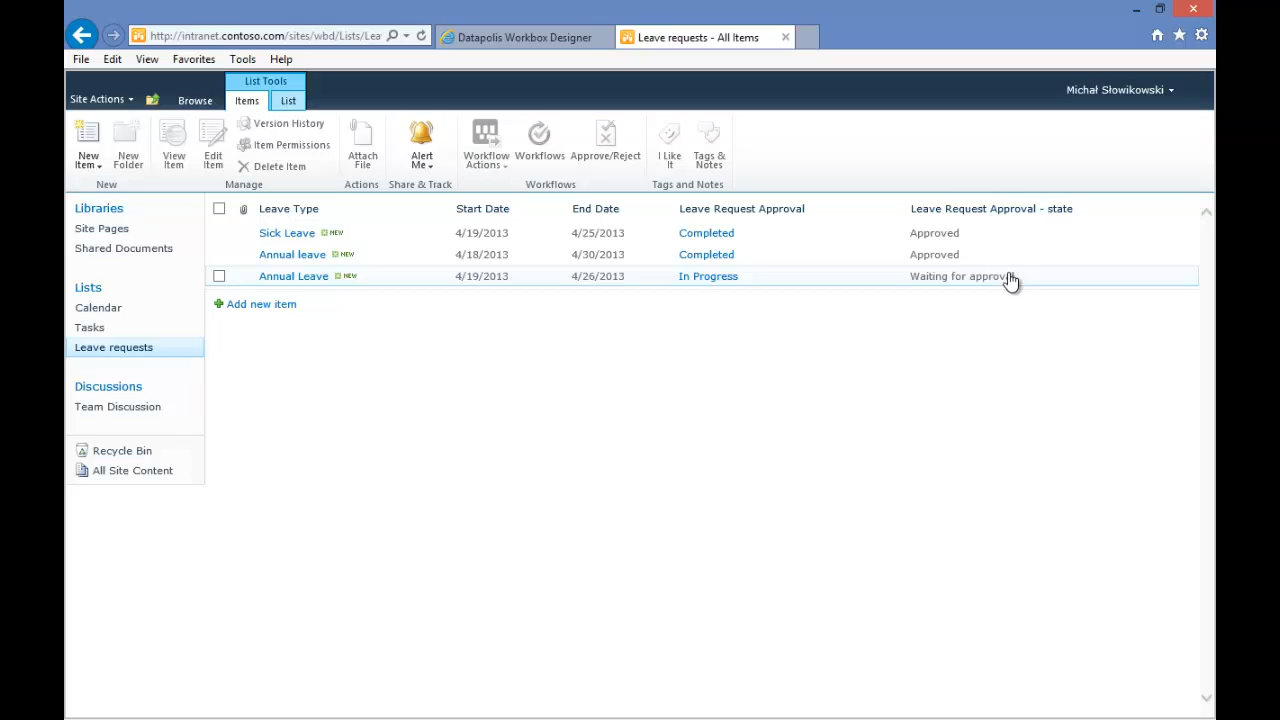 http://intranet.contoso.com/sites/wbd/Lists/Lea
Datapolis Workbox Designer
Leave requests - All Items
File Edit View Favorites Tools Help
List Tools
Site Actions Browse Items List
Michał Słowikowski
New Item
New Folder
View Item
Edit Item
Version History
Item Permissions
Delete Item
Attach File
Alert Me
Workflow Actions
Workflows
Approve/Reject
I Like It
Tags & Notes
New Manage Actions Share & Track Workflows Tags and Notes
Libraries
Site Pages
Shared Documents
Lists
Calendar
Tasks
Leave requests
Discussions
Team Discussion
Recycle Bin
All Site Content
Leave Type Start Date End Date Leave Request Approval Leave Request Approval - state
Sick Leave NEW 4/19/2013 4/25/2013 Completed Approved
Annual leave NEW 4/18/2013 4/30/2013 Completed Approved
Annual Leave NEW 4/19/2013 4/26/2013 In Progress Waiting for approval
Add new item